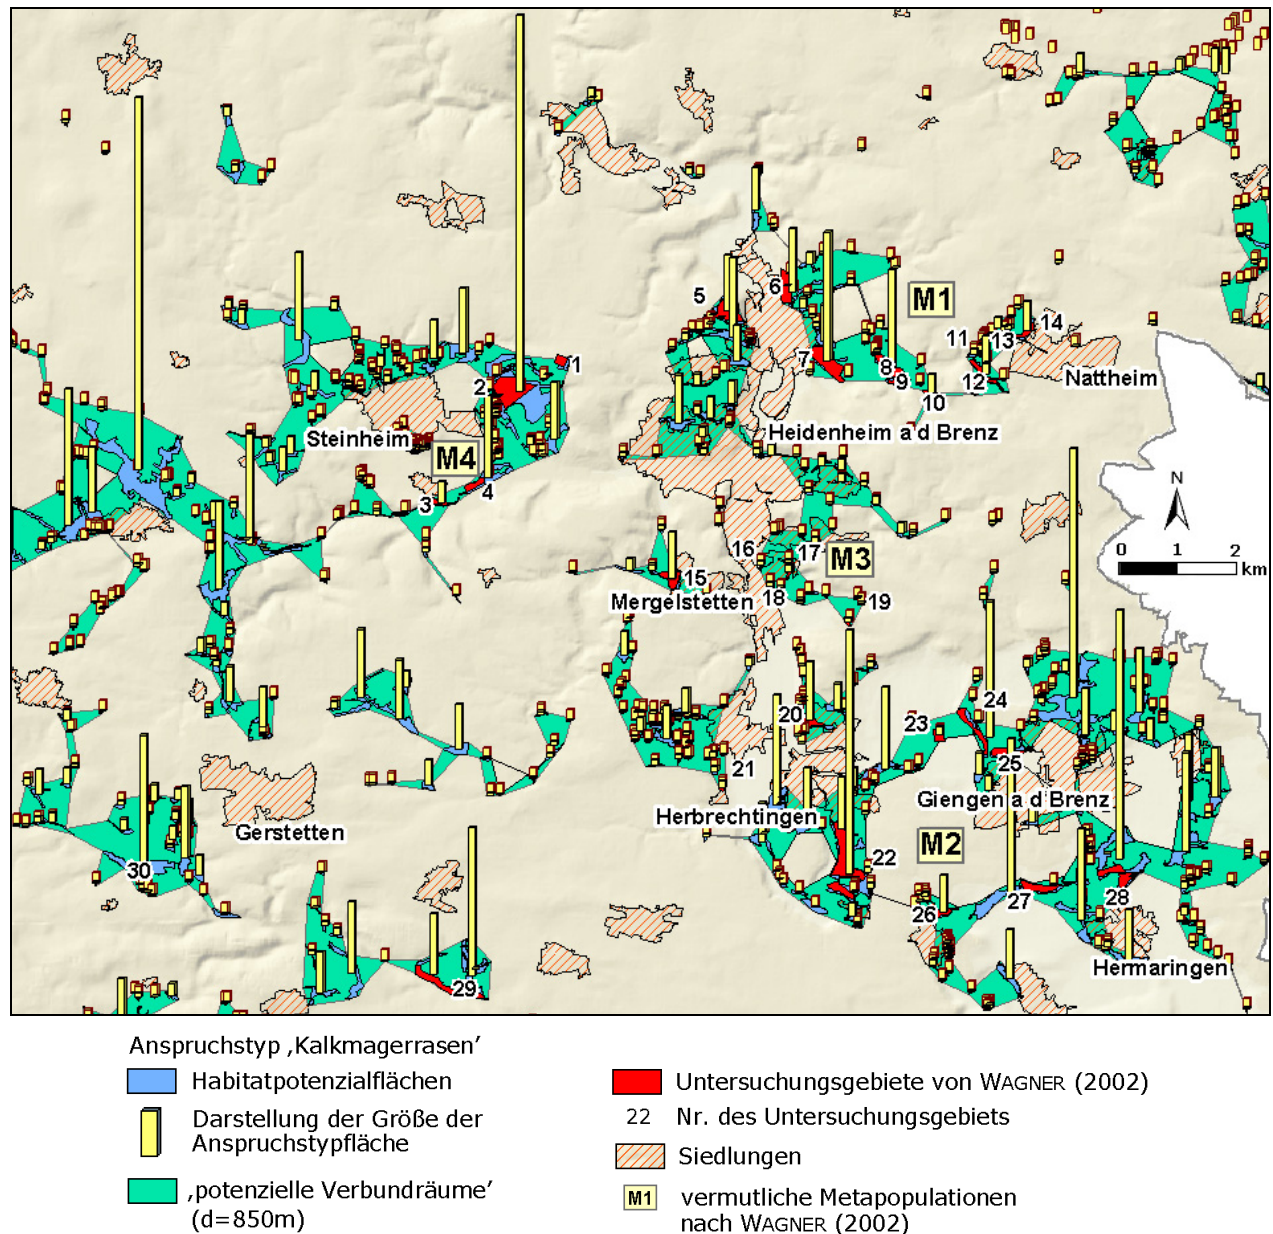 5
6
M1
1
7
8
9
10
11
12
13
14
Nattheim
2
Steinheim
M4
3
4
Heidenheim a d Brenz
N
0 1 2
km
16
17
M3
15
Mergelstetten
18
19
20
21
22
23
24
25
Herbrechtingen
Giengen a d Brenz
M2
26
27
28
Hermaringen
Gerstetten
30
29
Anspruchstyp ‚Kalkmagerrasen’
Habitatpotenzialflächen
Darstellung der Größe der
Anspruchstypfläche
‚potenzielle Verbundräume’
(d=850m)
Untersuchungsgebiete von WAGNER (2002)
22 Nr. des Untersuchungsgebiets
Siedlungen
M1 vermutliche Metapopulationen
nach WAGNER (2002)